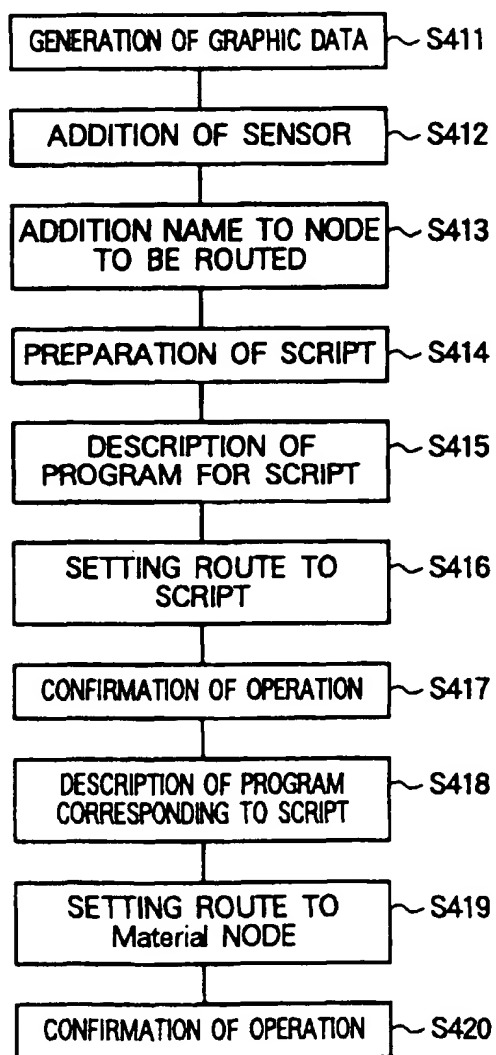 GENERATION OF GRAPHIC DATA S411
ADDITION OF SENSOR S412
ADDITION NAME TO NODE S413
TO BE ROUTED
PREPARATION OF SCRIPT S414
DESCRIPTION OF S415
PROGRAM FOR SCRIPT
SETTING ROUTE TO S416
SCRIPT
CONFIRMATION OF OPERATION S417
DESCRIPTION OF PROGRAM S418
CORRESPONDING TO SCRIPT
SETTING ROUTE TO S419
Material NODE
CONFIRMATION OF OPERATION S420